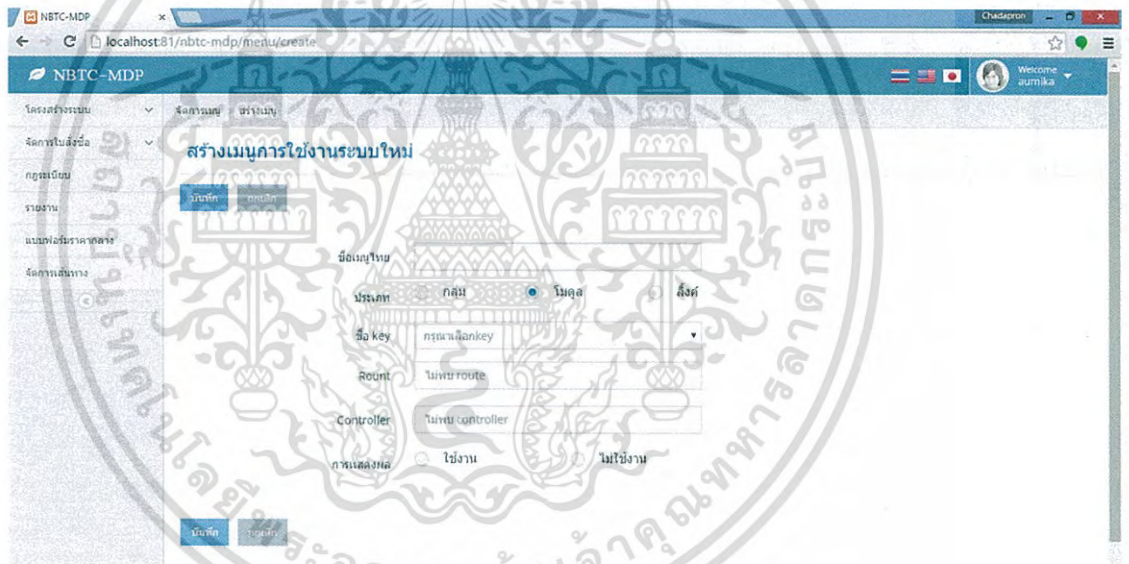 NBTC-MDP
Chadapron
localhost:81/nbtc-mdp/menu/create
NBTC-MDP
Welcome
aumika
โครงสร้างระบบ
จัดการเมนู สร้างเมนู
จัดการใบสั่งซื้อ
สร้างเมนูการใช้งานระบบใหม่
กฎระเบียบ
บันทึก ยกเลิก
รายงาน
แบบฟอร์มราคากลาง
จัดการเส้นทาง
ชื่อเมนูไทย
ประเภท กลุ่ม โมดูล ลิ้งค์
ชื่อ key กรุณาเลือกkey
Rount ไม่พบ route
Controller ไม่พบ controller
การแสดงผล ใช้งาน ไม่ใช้งาน
บันทึก ยกเลิก